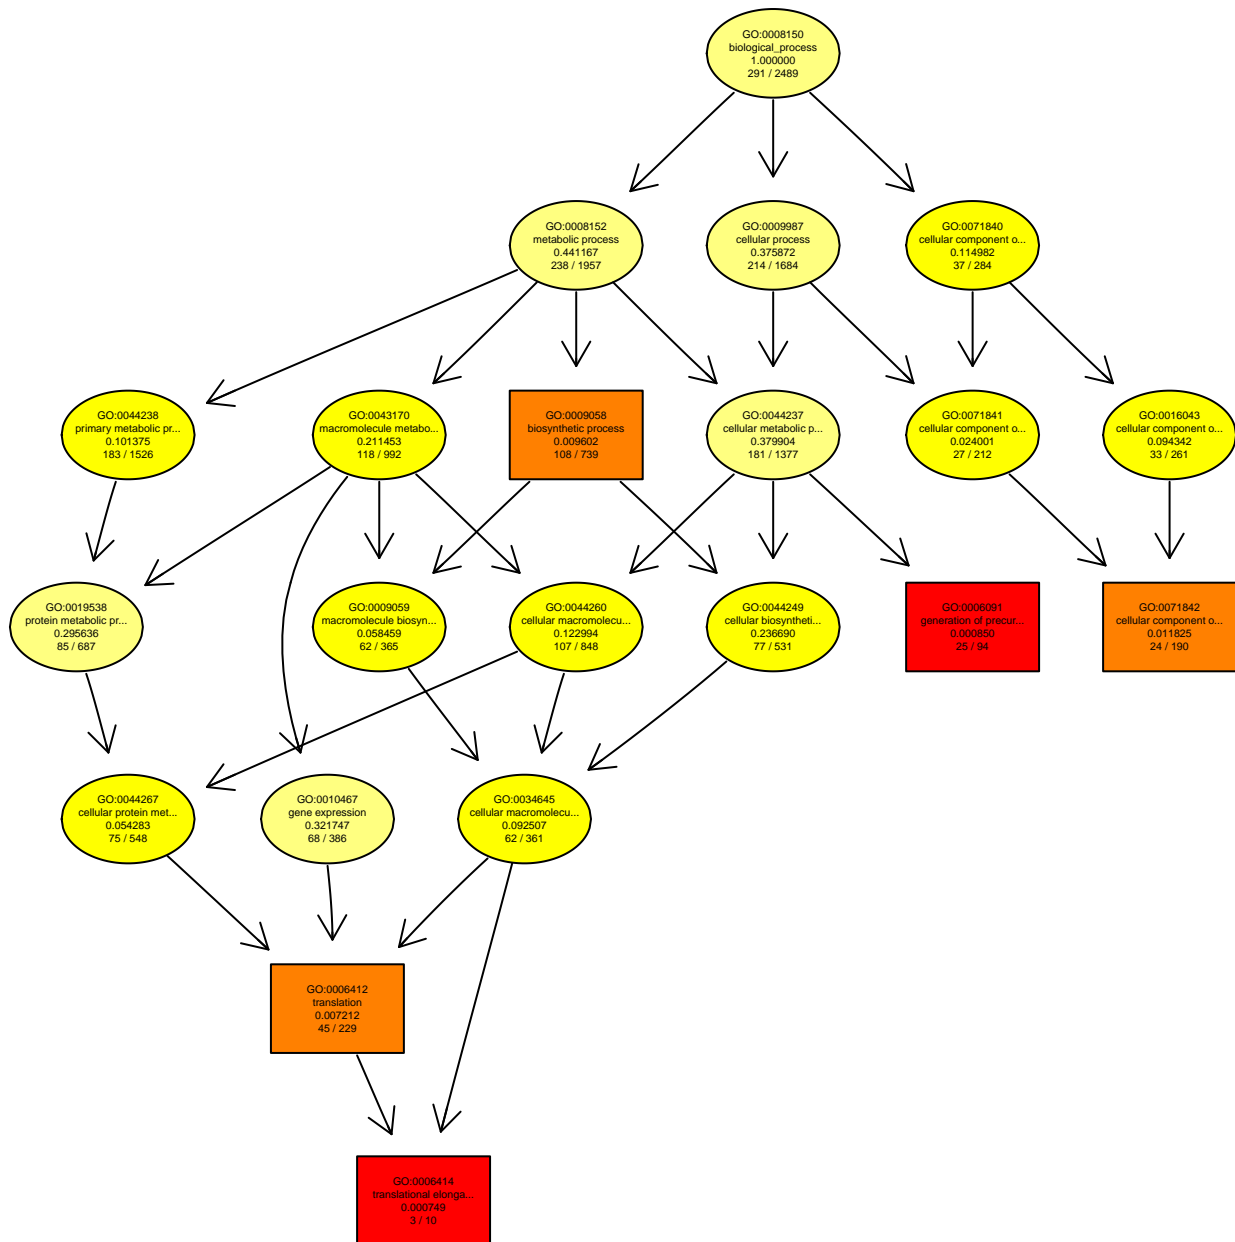 GO:0008150
biological_process
1.000000
291 / 2489
GO:0008152
metabolic process
0.441167
238 / 1957
GO:0009987
cellular process
0.375872
214 / 1684
GO:0071840
cellular component o...
0.114982
37 / 284
GO:0044238
primary metabolic pr...
0.101375
183 / 1526
GO:0043170
macromolecule metabo...
0.211453
118 / 992
GO:0009058
biosynthetic process
0.009602
108 / 739
GO:0044237
cellular metabolic p...
0.379904
181 / 1377
GO:0071841
cellular component o...
0.024001
27 / 212
GO:0016043
cellular component o...
0.094342
33 / 261
GO:0019538
protein metabolic pr...
0.295636
85 / 687
GO:0009059
macromolecule biosyn...
0.058459
62 / 365
GO:0044260
cellular macromolecu...
0.122994
107 / 848
GO:0044249
cellular biosyntheti...
0.236690
77 / 531
GO:0006091
generation of precur...
0.000850
25 / 94
GO:0071842
cellular component o...
0.011825
24 / 190
GO:0044267
cellular protein met...
0.054283
75 / 548
GO:0010467
gene expression
0.321747
68 / 386
GO:0034645
cellular macromolecu...
0.092507
62 / 361
GO:0006412
translation
0.007212
45 / 229
GO:0006414
translational elonga...
0.000749
3 / 10